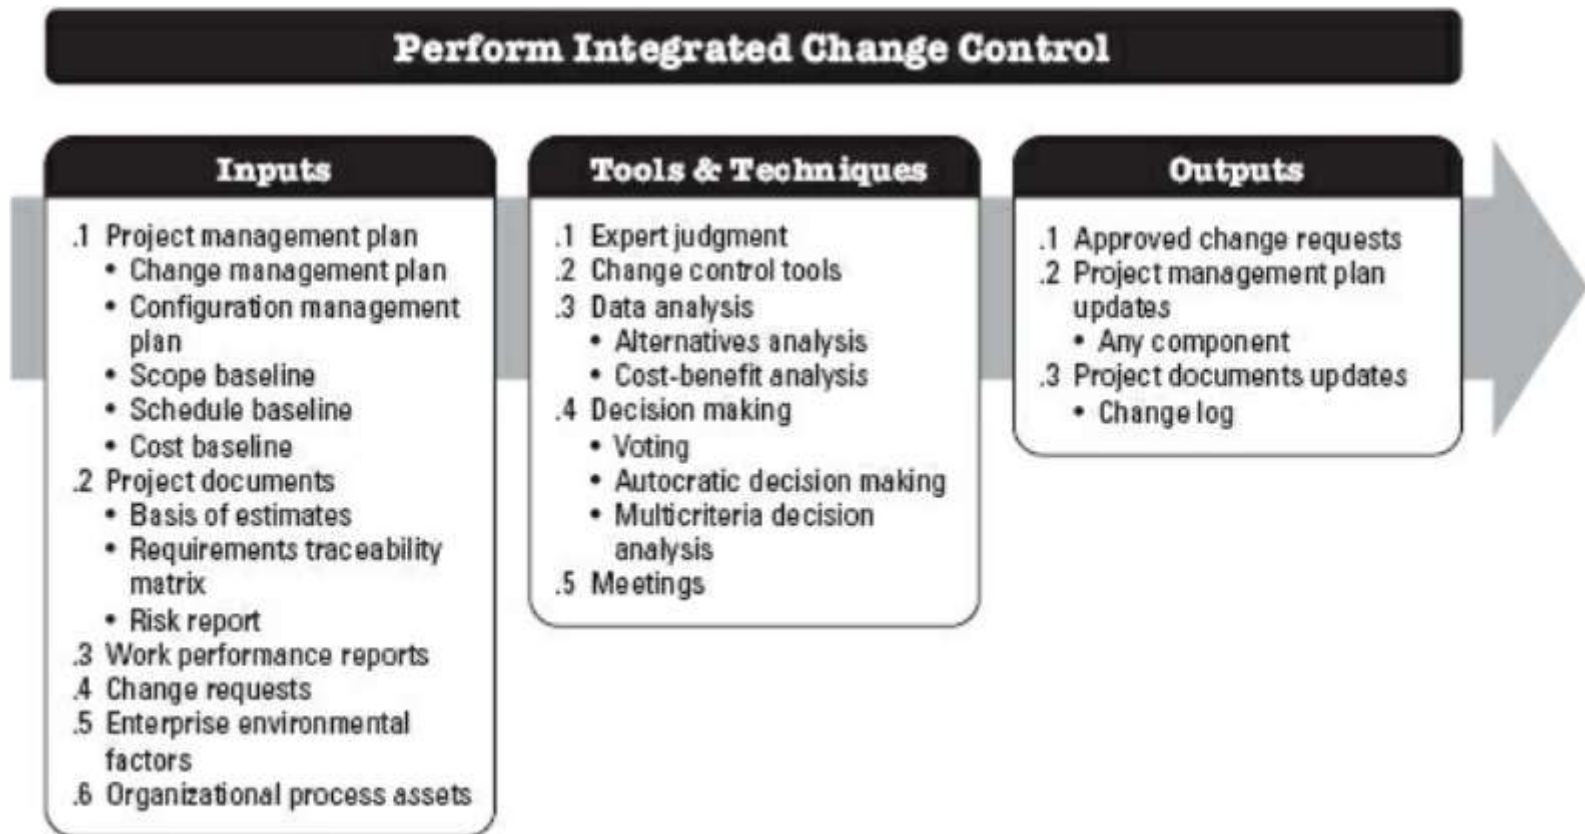 Perform Integrated Change Control
Inputs
.1 Project management plan
• Change management plan
• Configuration management
plan
• Scope baseline
• Schedule baseline
• Cost baseline
.2 Project documents
• Basis of estimates
• Requirements traceability
matrix
• Risk report
.3 Work performance reports
.4 Change requests
.5 Enterprise environmental
factors
.6 Organizational process assets
Tools & Techniques
.1 Expert judgment
.2 Change control tools
.3 Data analysis
• Alternatives analysis
• Cost-benefit analysis
.4 Decision making
• Voting
• Autocratic decision making
• Multicriteria decision
analysis
.5 Meetings
Outputs
.1 Approved change requests
.2 Project management plan
updates
• Any component
.3 Project documents updates
• Change log